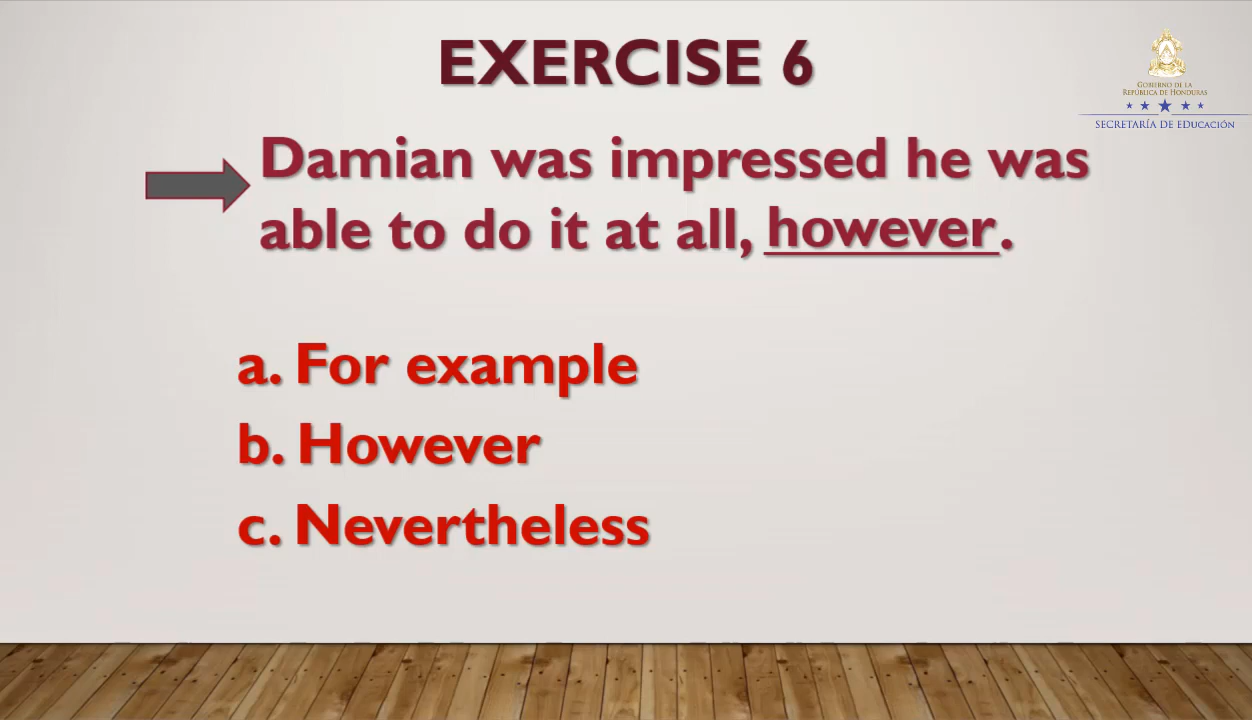 EXERCISE 6
GOBIERNO DE LA
REPÚBLICA DE HONDURAS
SECRETARÍA DE EDUCACIÓN
Damian was impressed he was
able to do it at all, however.
a. For example
b. However
c. Nevertheless